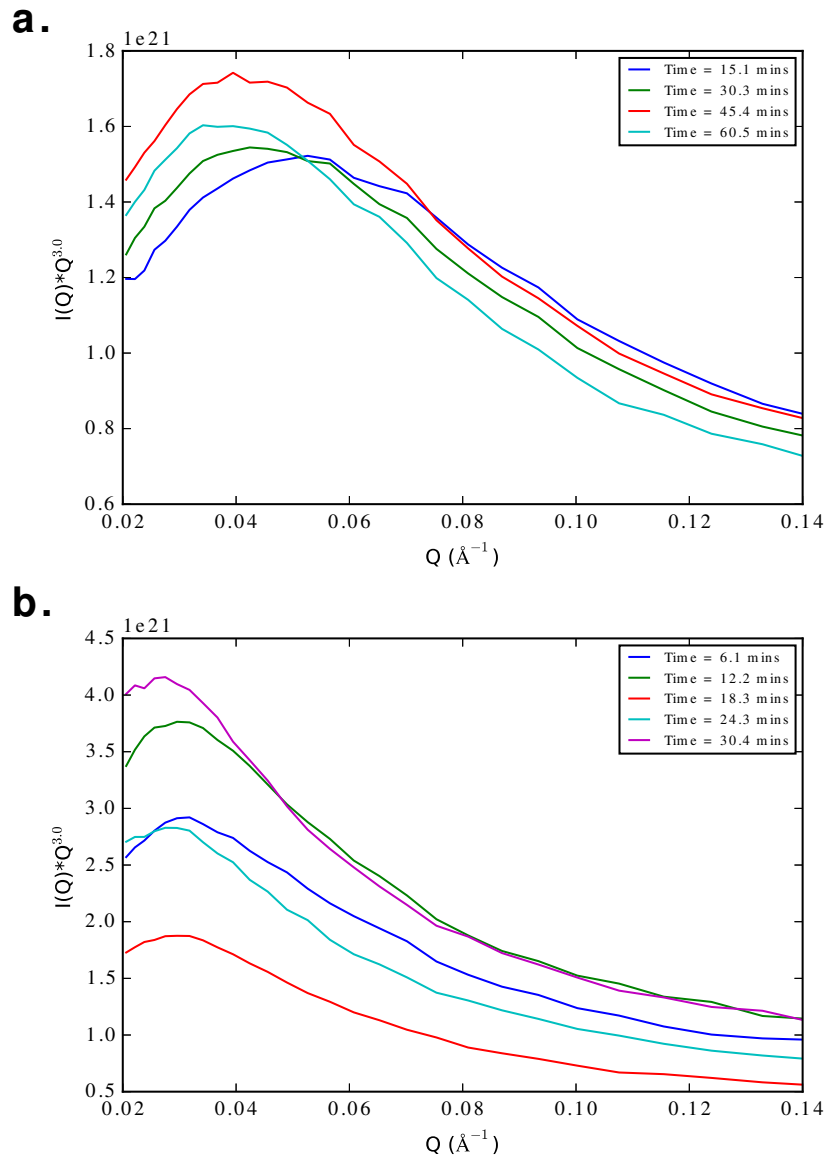 a.
1e21
1.8
1.6
1.4
1.2
1.0
0.8
0.6
I(Q)*Q^3.0
Time = 15.1 mins
Time = 30.3 mins
Time = 45.4 mins
Time = 60.5 mins
0.02 0.04 0.06 0.08 0.10 0.12 0.14
Q (Å⁻¹)
b.
1e21
4.5
4.0
3.5
3.0
2.5
2.0
1.5
1.0
0.5
I(Q)*Q^3.0
Time = 6.1 mins
Time = 12.2 mins
Time = 18.3 mins
Time = 24.3 mins
Time = 30.4 mins
0.02 0.04 0.06 0.08 0.10 0.12 0.14
Q (Å⁻¹)